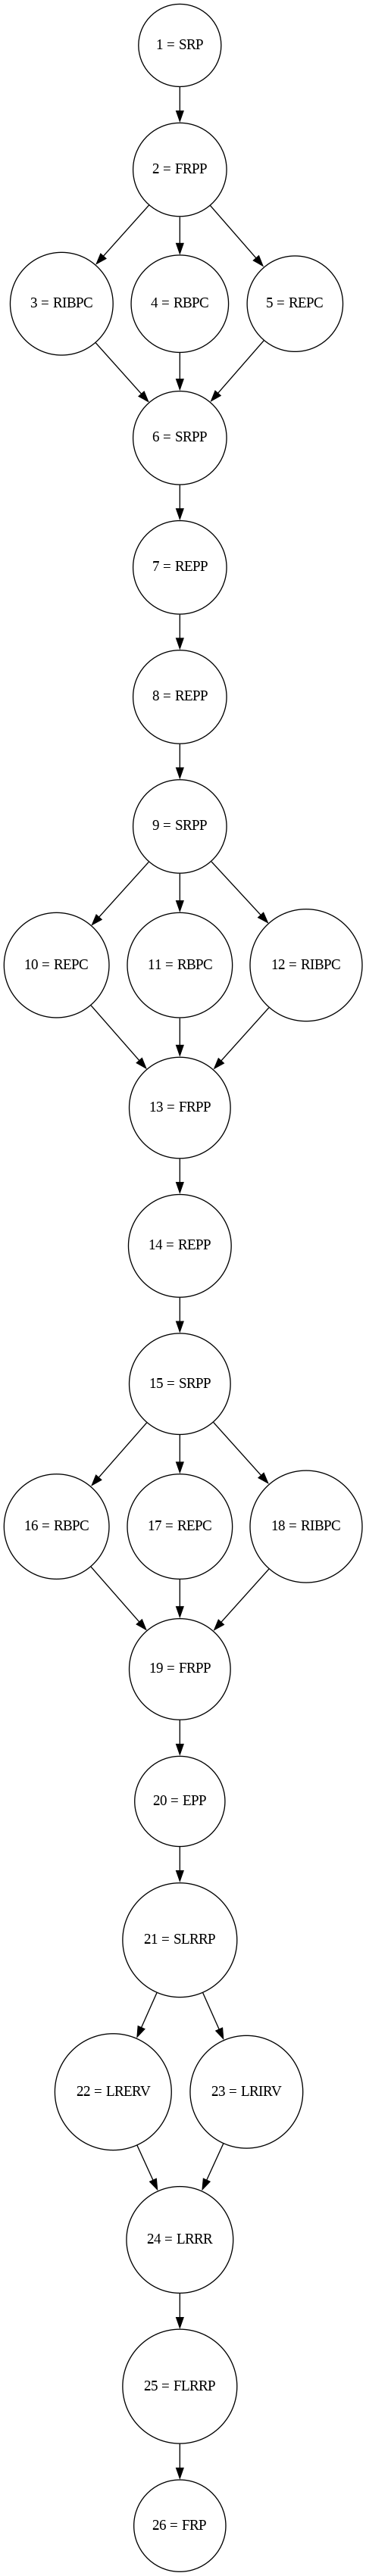 1 = SRP
2 = FRPP
3 = RIBPC
4 = RBPC
5 = REPC
6 = SRPP
7 = REPP
8 = REPP
9 = SRPP
10 = REPC
11 = RBPC
12 = RIBPC
13 = FRPP
14 = REPP
15 = SRPP
16 = RBPC
17 = REPC
18 = RIBPC
19 = FRPP
20 = EPP
21 = SLRRP
22 = LRERV
23 = LRIRV
24 = LRRR
25 = FLRRP
26 = FRP